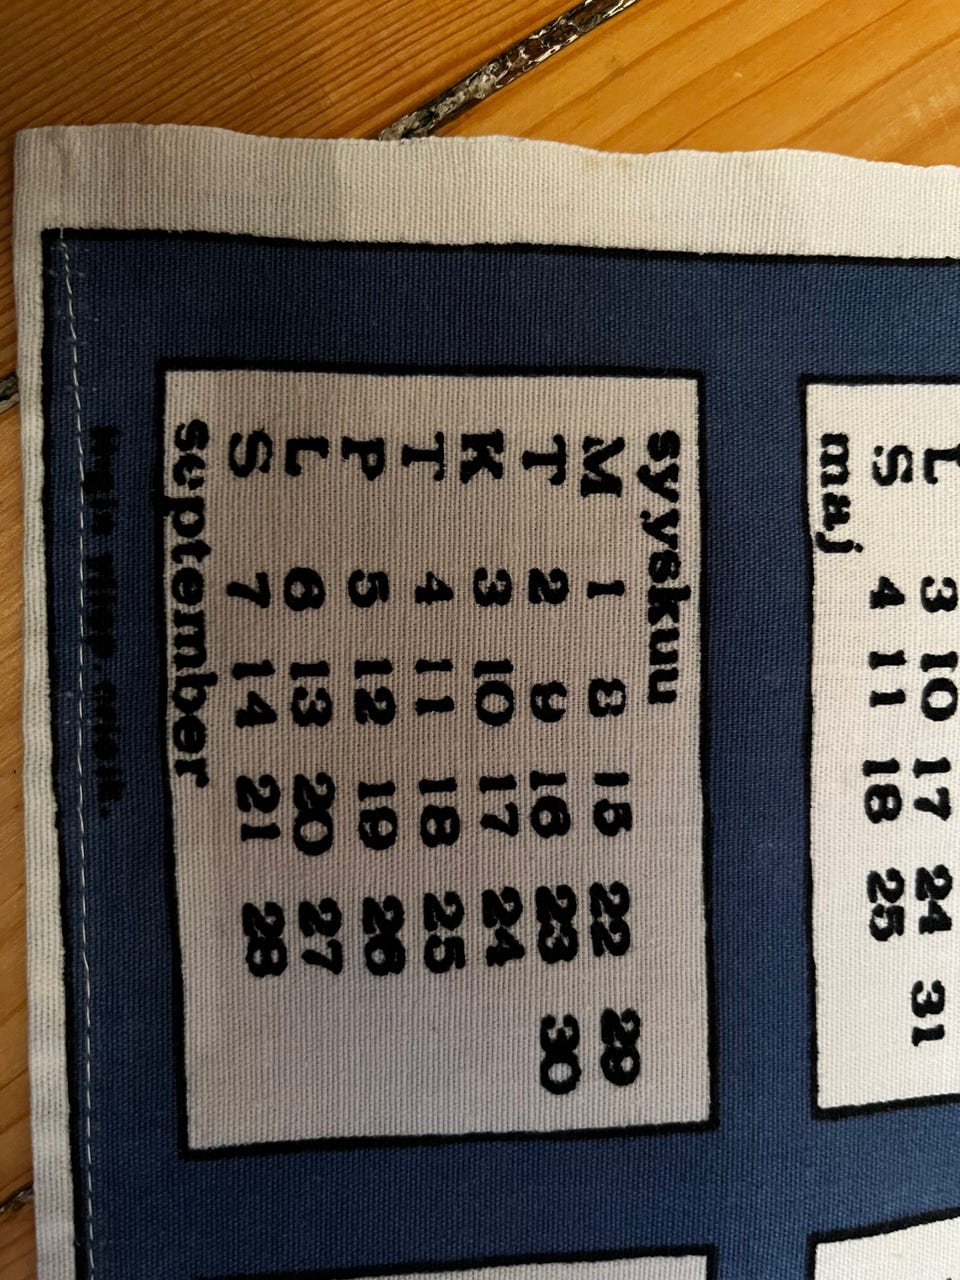 L 3 10 17 24 31
S 4 11 18 25
maj
syyskuu
M 1 8 15 22 29
T 2 9 16 23 30
K 3 10 17 24
T 4 11 18 25
P 5 12 19 26
L 6 13 20 27
S 7 14 21 28
september